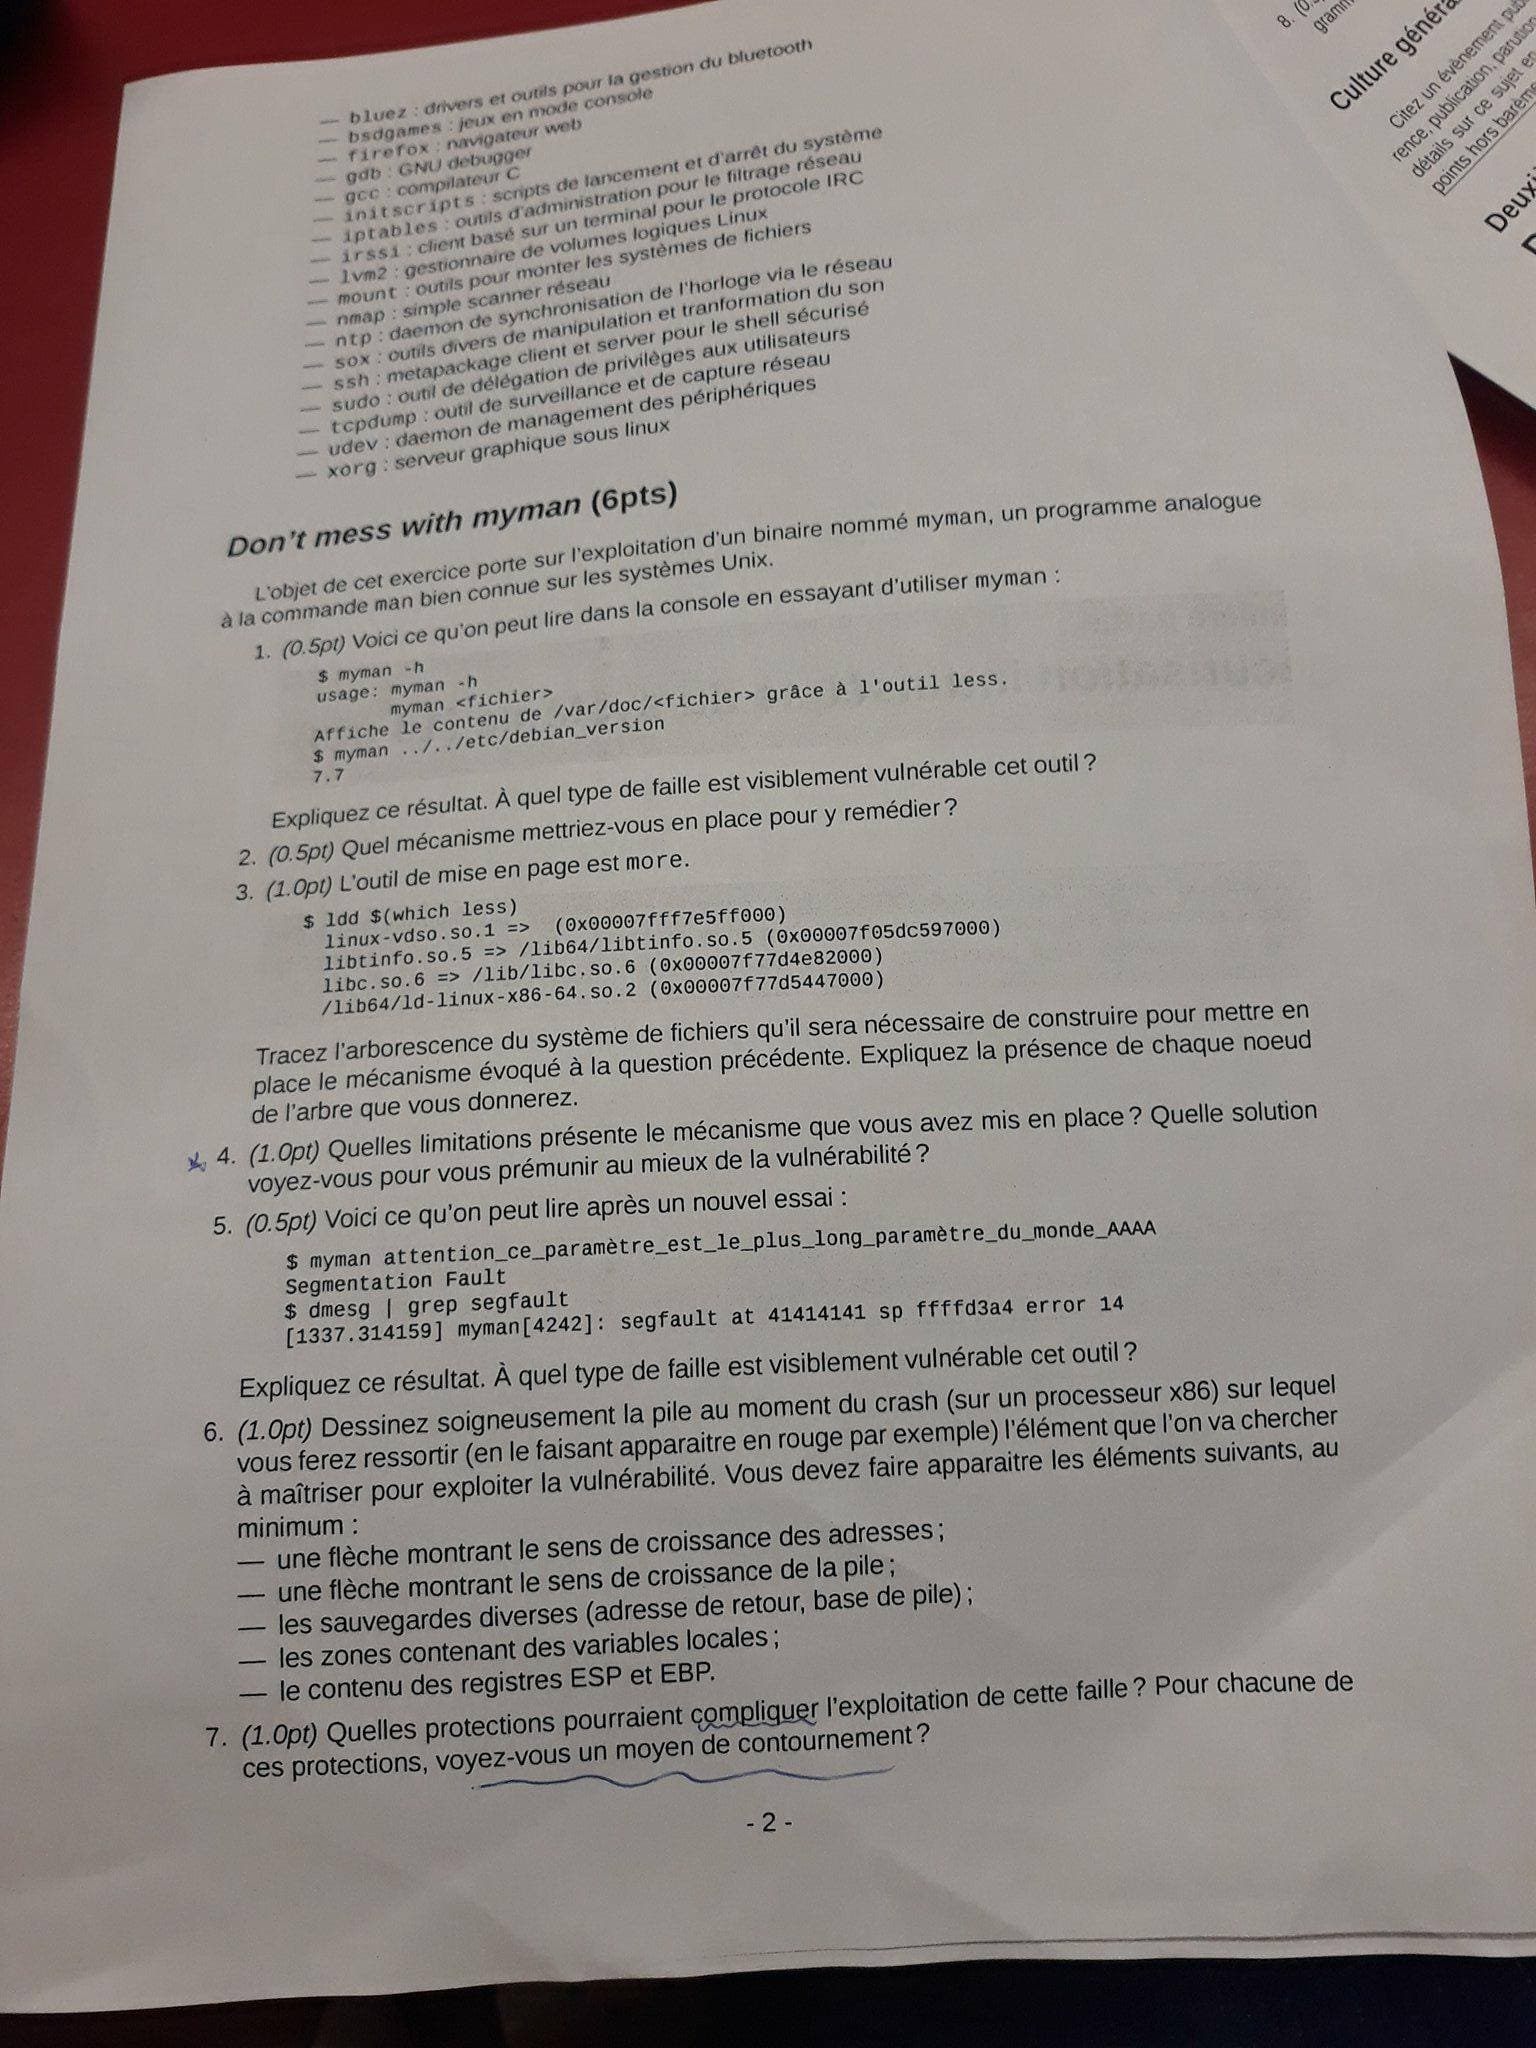 — bluez : drivers et outils pour la gestion du bluetooth
— bsdgames : jeux en mode console
— firefox : navigateur web
— gdb : GNU debugger
— gcc : compilateur C
— initscripts : scripts de lancement et d'arrêt du système
— iptables : outils d'administration pour le filtrage réseau
— irssi : client basé sur un terminal pour le protocole IRC
— lvm2 : gestionnaire de volumes logiques Linux
— mount : outils pour monter les systèmes de fichiers
— nmap : simple scanner réseau
— ntp : daemon de synchronisation de l'horloge via le réseau
— sox : outils divers de manipulation et tranformation du son
— ssh : metapackage client et server pour le shell sécurisé
— sudo : outil de délégation de privilèges aux utilisateurs
— tcpdump : outil de surveillance et de capture réseau
— udev : daemon de management des périphériques
— xorg : serveur graphique sous linux
Don't mess with myman (6pts)
L'objet de cet exercice porte sur l'exploitation d'un binaire nommé myman, un programme analogue
à la commande man bien connue sur les systèmes Unix.
1. (0.5pt) Voici ce qu'on peut lire dans la console en essayant d'utiliser myman :
$ myman -h
usage: myman -h
myman <fichier>
Affiche le contenu de /var/doc/<fichier> grâce à l'outil less.
$ myman ../../etc/debian_version
7.7
Expliquez ce résultat. À quel type de faille est visiblement vulnérable cet outil ?
2. (0.5pt) Quel mécanisme mettriez-vous en place pour y remédier ?
3. (1.0pt) L'outil de mise en page est more.
$ ldd $(which less)
linux-vdso.so.1 => (0x00007fff7e5ff000)
libtinfo.so.5 => /lib64/libtinfo.so.5 (0x00007f05dc597000)
libc.so.6 => /lib/libc.so.6 (0x00007f77d4e82000)
/lib64/ld-linux-x86-64.so.2 (0x00007f77d5447000)
Tracez l'arborescence du système de fichiers qu'il sera nécessaire de construire pour mettre en
place le mécanisme évoqué à la question précédente. Expliquez la présence de chaque noeud
de l'arbre que vous donnerez.
4. (1.0pt) Quelles limitations présente le mécanisme que vous avez mis en place ? Quelle solution
voyez-vous pour vous prémunir au mieux de la vulnérabilité ?
5. (0.5pt) Voici ce qu'on peut lire après un nouvel essai :
$ myman attention_ce_paramètre_est_le_plus_long_paramètre_du_monde_AAAA
Segmentation Fault
$ dmesg | grep segfault
[1337.314159] myman[4242]: segfault at 41414141 sp ffffd3a4 error 14
Expliquez ce résultat. À quel type de faille est visiblement vulnérable cet outil ?
6. (1.0pt) Dessinez soigneusement la pile au moment du crash (sur un processeur x86) sur lequel
vous ferez ressortir (en le faisant apparaitre en rouge par exemple) l'élément que l'on va chercher
à maîtriser pour exploiter la vulnérabilité. Vous devez faire apparaitre les éléments suivants, au
minimum :
— une flèche montrant le sens de croissance des adresses ;
— une flèche montrant le sens de croissance de la pile ;
— les sauvegardes diverses (adresse de retour, base de pile) ;
— les zones contenant des variables locales ;
— le contenu des registres ESP et EBP.
7. (1.0pt) Quelles protections pourraient compliquer l'exploitation de cette faille ? Pour chacune de
ces protections, voyez-vous un moyen de contournement ?
- 2 -
8. (0.
Culture généra
Citez un évènement pub
rence, publication, parution
détails sur ce sujet en
points hors barème
Deuxi